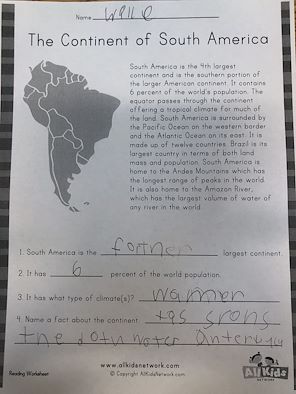 Name
The Continent of South America
South America is the 4th largest
continent and is the southern portion of
the larger American continent. It contains
6 percent of the world's population. The
equator passes through the continent
offering a tropical climate for much of
the land. South America is surrounded by
the Pacific Ocean on the western border
and the Atlantic Ocean on its east. It is
made up of twelve countries. Brazil is its
largest country in terms of both land
mass and population. South America is
home to the Andes Mountains which has
the longest range of peaks in the world.
It is also home to the Amazon River,
which has the largest volume of water of
any river in the world.
1. South America is the largest continent.
2. It has 6 percent of the world population.
3. It has what type of climate(s)? warmer
4. Name a fact about the continent.
the
www.allkidsnetwork.com
Reading Worksheet
© Copyright AllKidsNetwork.com
AllKids
NETWORK